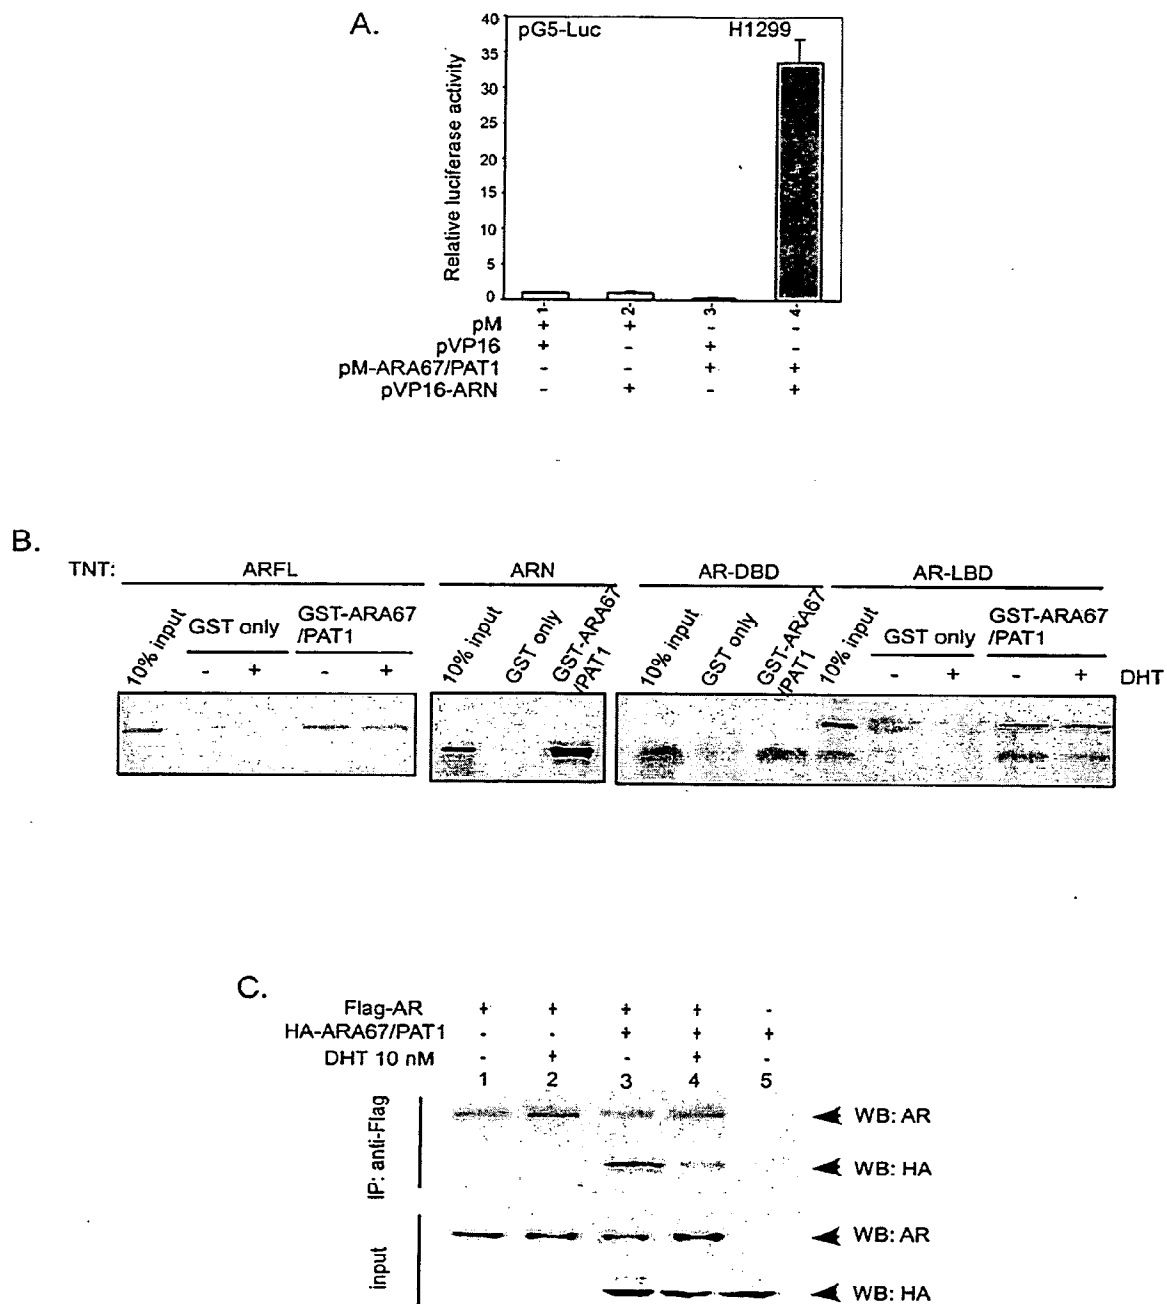 A.
pG5-Luc H1299
Relative luciferase activity
40
35
30
25
20
15
10
5
0
1 2 3 4
pM + + - -
pVP16 + - + -
pM-ARA67/PAT1 - - + +
pVP16-ARN - + - +
B.
TNT: ARFL ARN AR-DBD AR-LBD
10% input GST only GST-ARA67/PAT1 10% input GST only GST-ARA67/PAT1 10% input GST only GST-ARA67/PAT1 10% input GST only GST-ARA67/PAT1
- + - + - + - + DHT
C.
Flag-AR + + + + -
HA-ARA67/PAT1 - - + + +
DHT 10 nM - + - + -
1 2 3 4 5
IP: anti-Flag
WB: AR
WB: HA
input
WB: AR
WB: HA